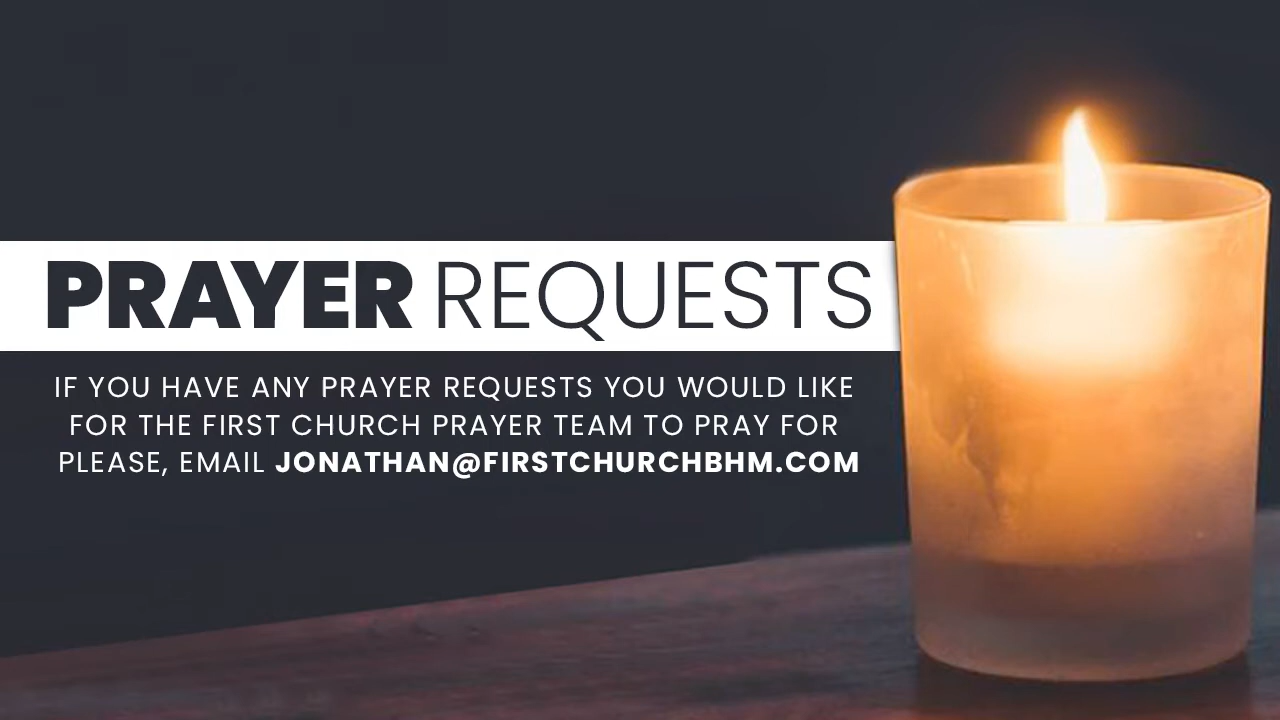 PRAYER REQUESTS
IF YOU HAVE ANY PRAYER REQUESTS YOU WOULD LIKE
FOR THE FIRST CHURCH PRAYER TEAM TO PRAY FOR
PLEASE, EMAIL JONATHAN@FIRSTCHURCHBHM.COM